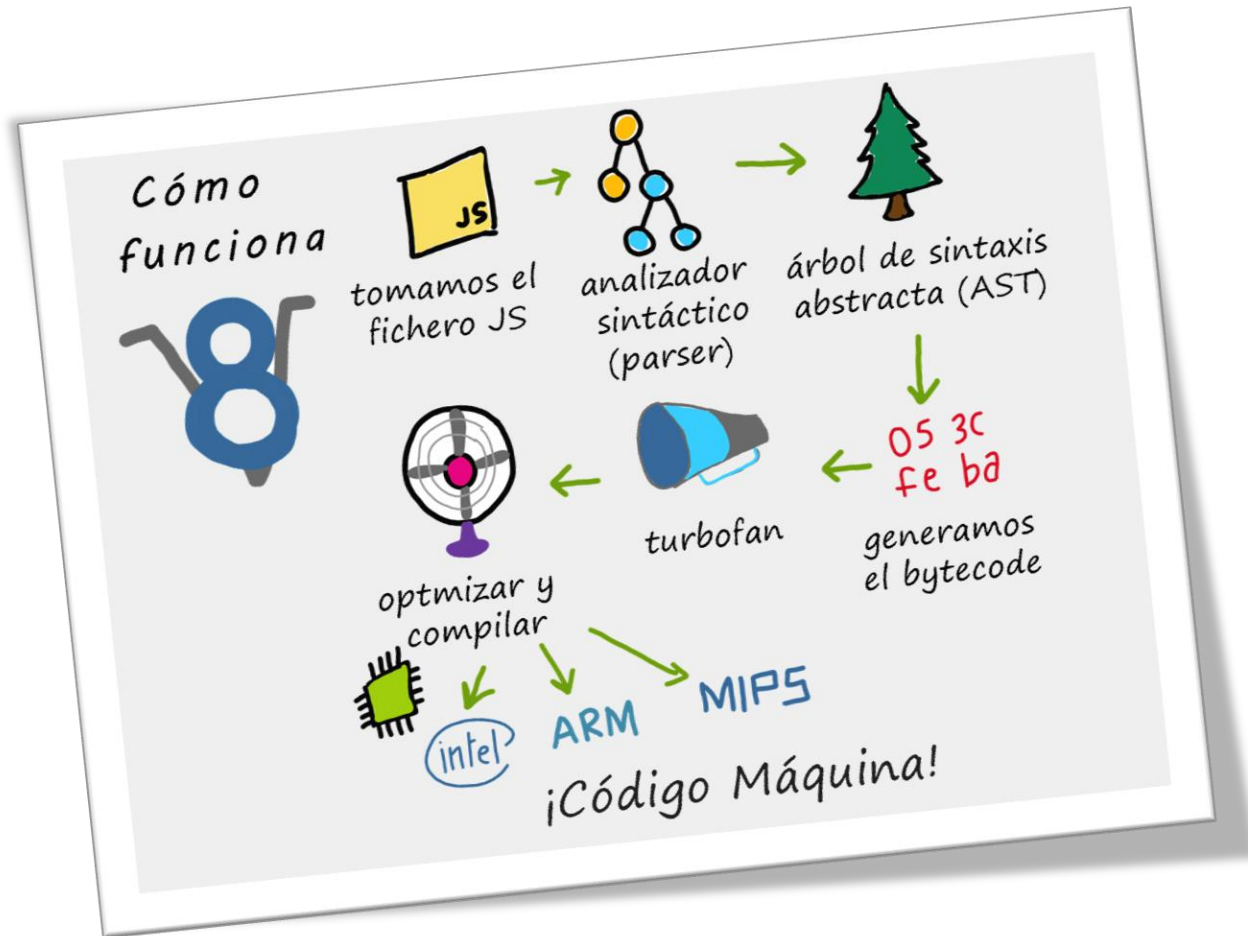 Cómo
funciona
8
JS
tomamos el
fichero JS
analizador
sintáctico
(parser)
árbol de sintaxis
abstracta (AST)
05 3C
fe ba
generamos
el bytecode
turbofan
optmizar y
compilar
intel
ARM
MIPS
¡Código Máquina!